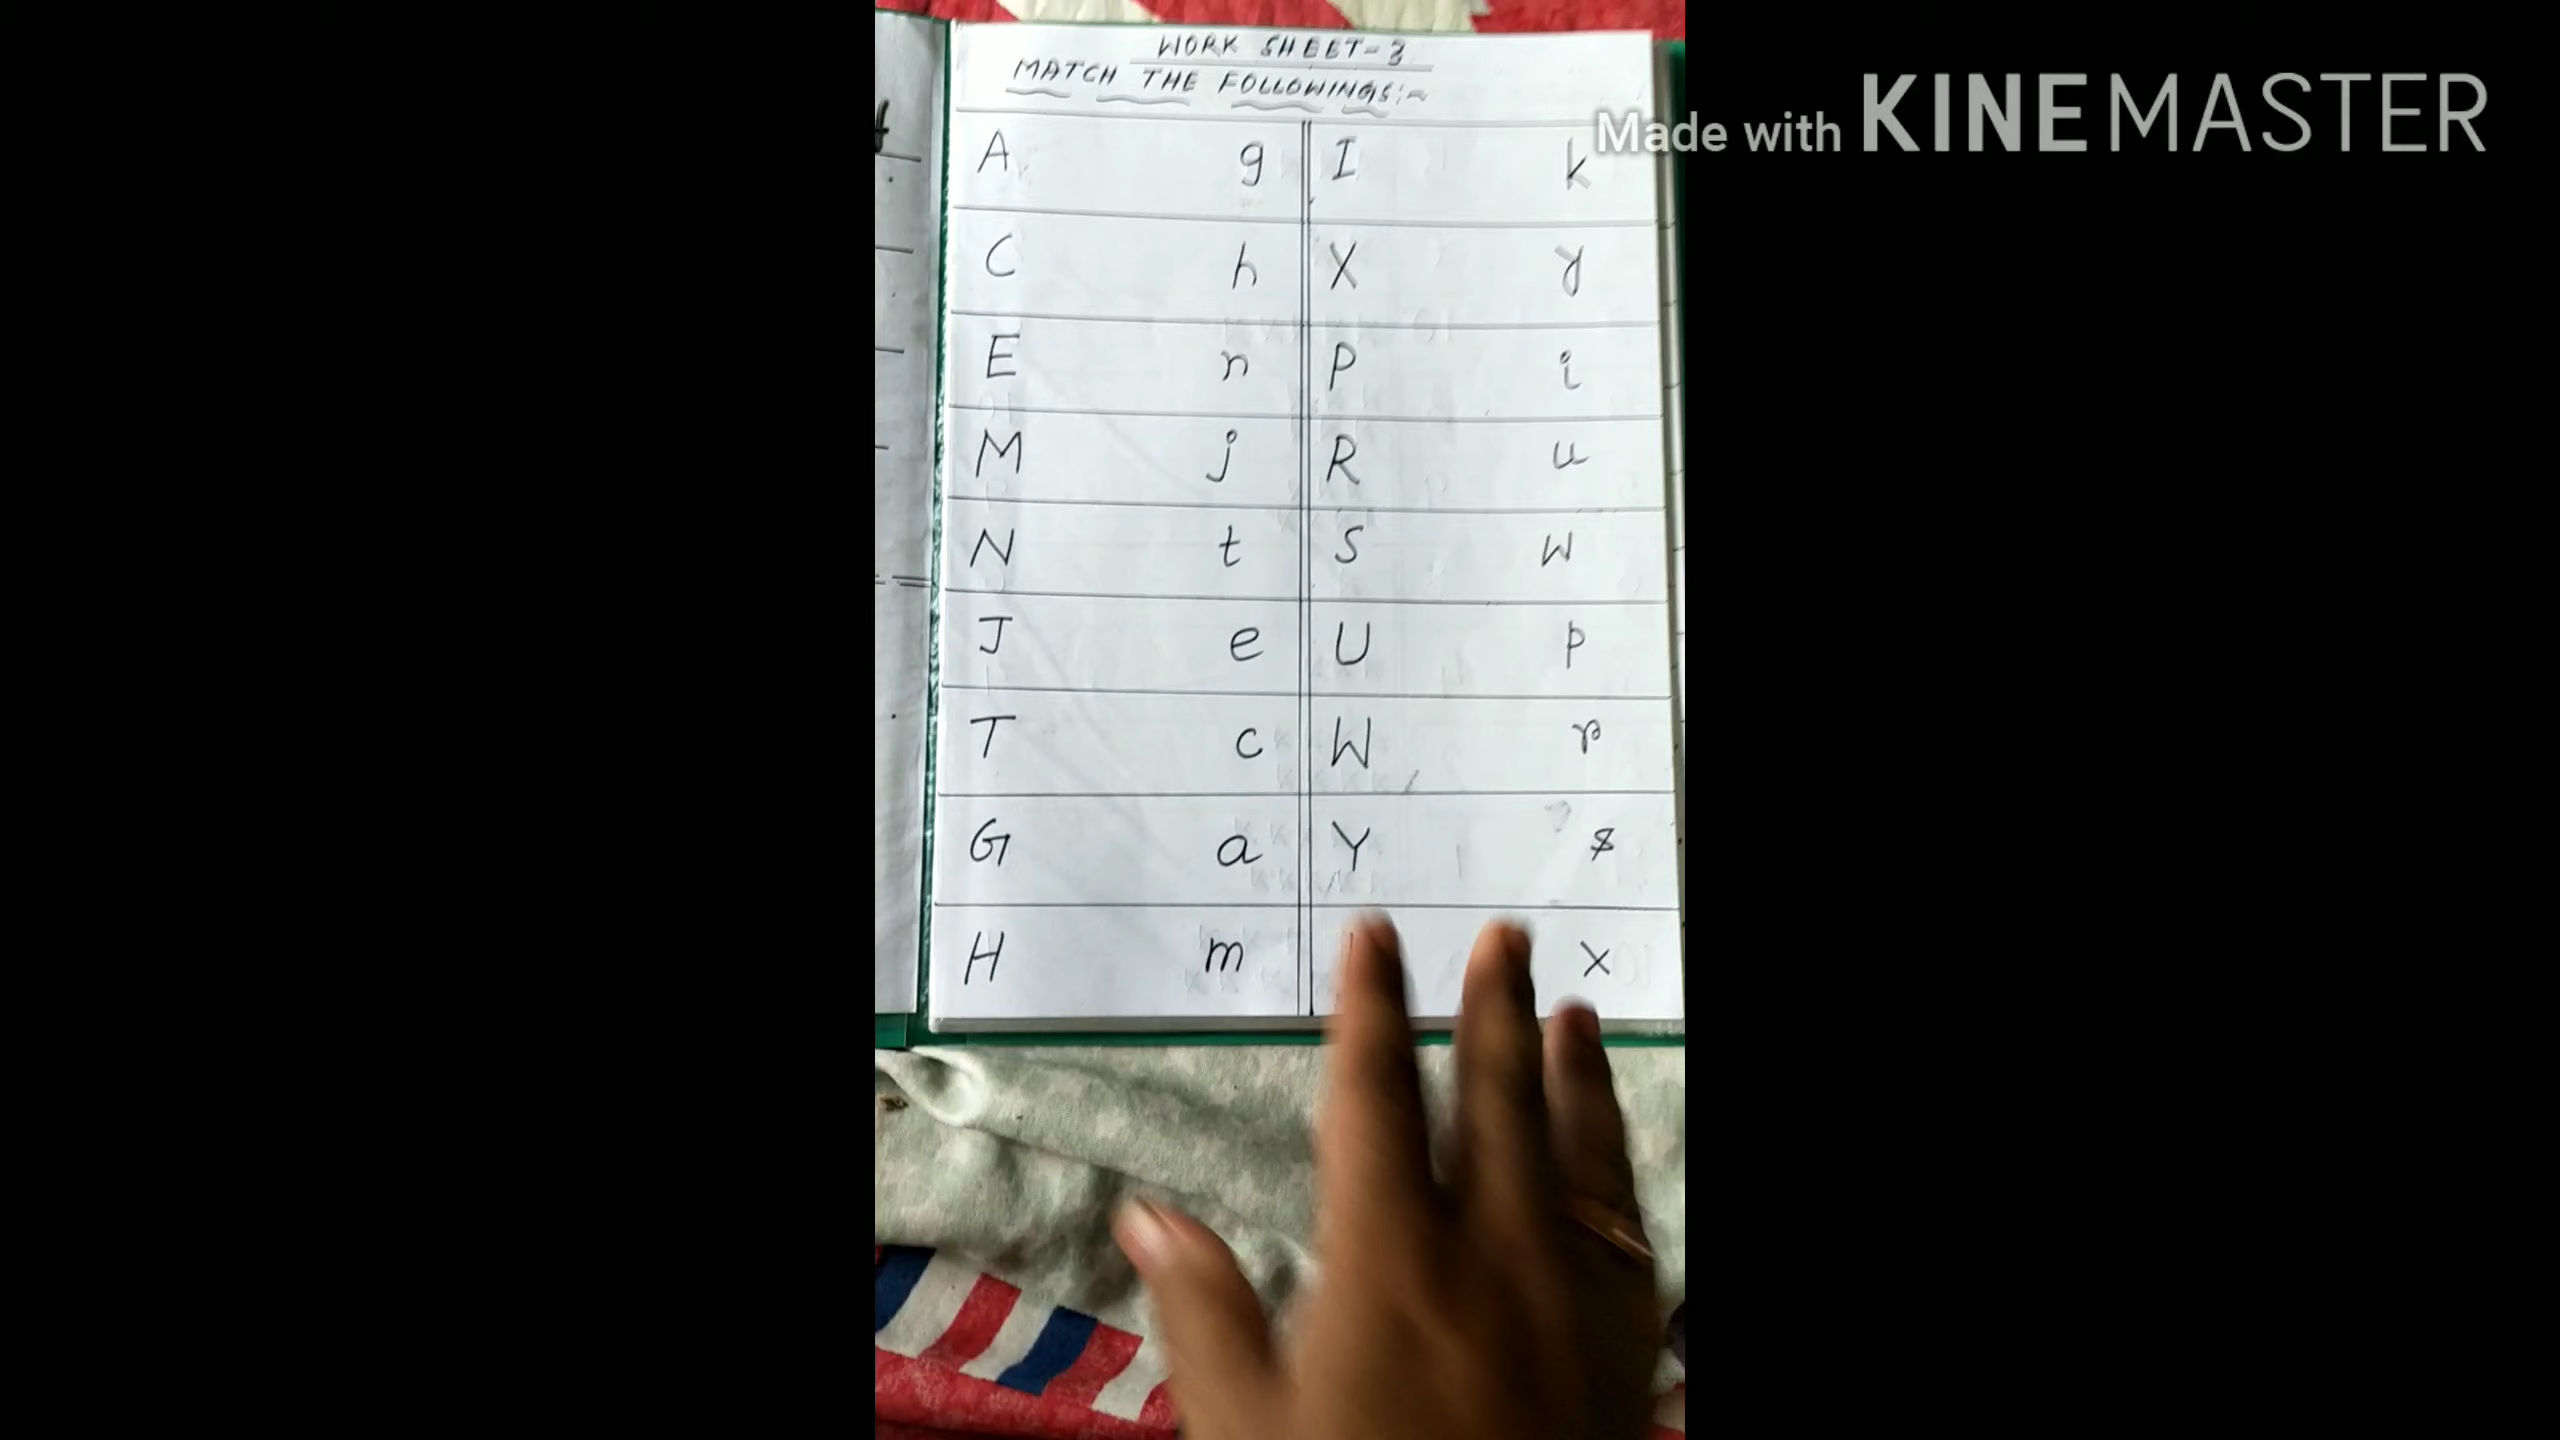 WORK SHEET-3
MATCH THE FOLLOWINGS:-
Made with KINEMASTER
A g I k
C h X y
E n P i
M j R u
N t S w
J e U p
T c W r
G a Y s
H m x